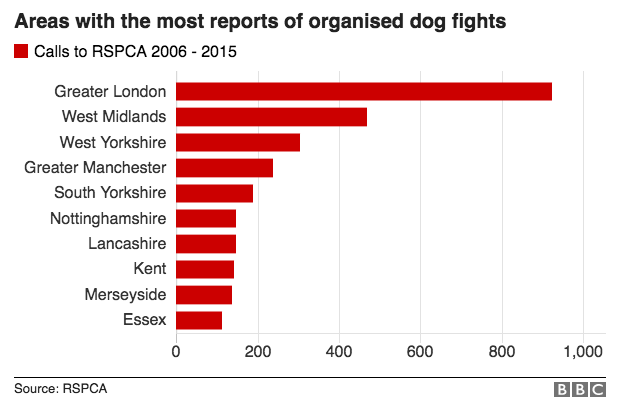 Areas with the most reports of organised dog fights
Calls to RSPCA 2006 - 2015
Greater London
West Midlands
West Yorkshire
Greater Manchester
South Yorkshire
Nottinghamshire
Lancashire
Kent
Merseyside
Essex
0 200 400 600 800 1,000
Source: RSPCA
BBC